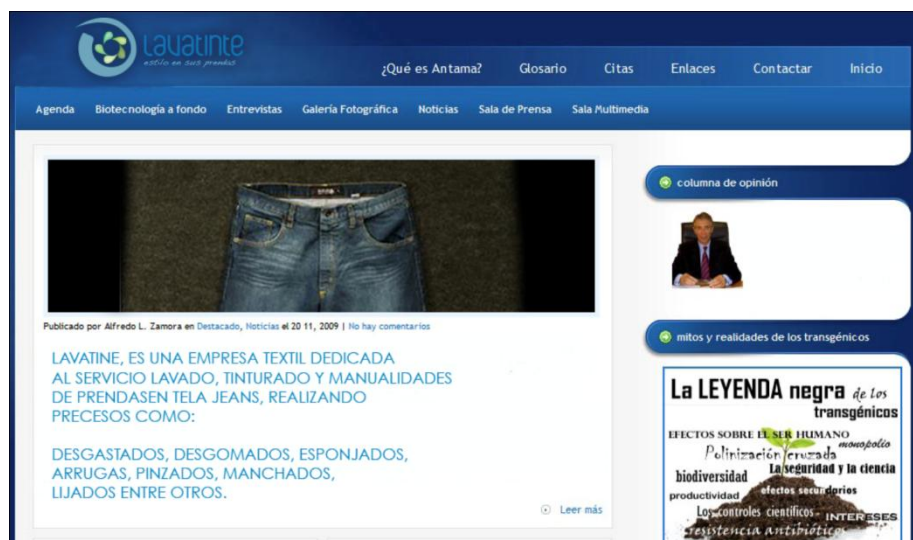 Lavatinte
estilo en sus prendas
¿Qué es Antama? Glosario Citas Enlaces Contactar Inicio
Agenda Biotecnología a fondo Entrevistas Galería Fotográfica Noticias Sala de Prensa Sala Multimedia
Publicado por Alfredo L. Zamora en Destacado, Noticias el 20 11, 2009 | No hay comentarios
LAVATINE, ES UNA EMPRESA TEXTIL DEDICADA
AL SERVICIO LAVADO, TINTURADO Y MANUALIDADES
DE PRENDASEN TELA JEANS, REALIZANDO
PRECESOS COMO:
DESGASTADOS, DESGOMADOS, ESPONJADOS,
ARRUGAS, PINZADOS, MANCHADOS,
LIJADOS ENTRE OTROS.
Leer más
columna de opinión
mitos y realidades de los transgénicos
La LEYENDA negra de los
transgénicos
EFECTOS SOBRE EL SER HUMANO
monopolio
Polinización cruzada
La seguridad y la ciencia
biodiversidad
efectos secundarios
productividad
Los controles científicos - INTERESES
resistencia antibiótico